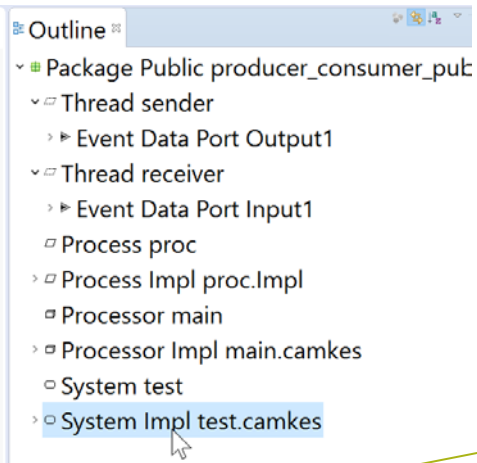 Outline
Package Public producer_consumer_pub
Thread sender
Event Data Port Output1
Thread receiver
Event Data Port Input1
Process proc
Process Impl proc.Impl
Processor main
Processor Impl main.camkes
System test
System Impl test.camkes